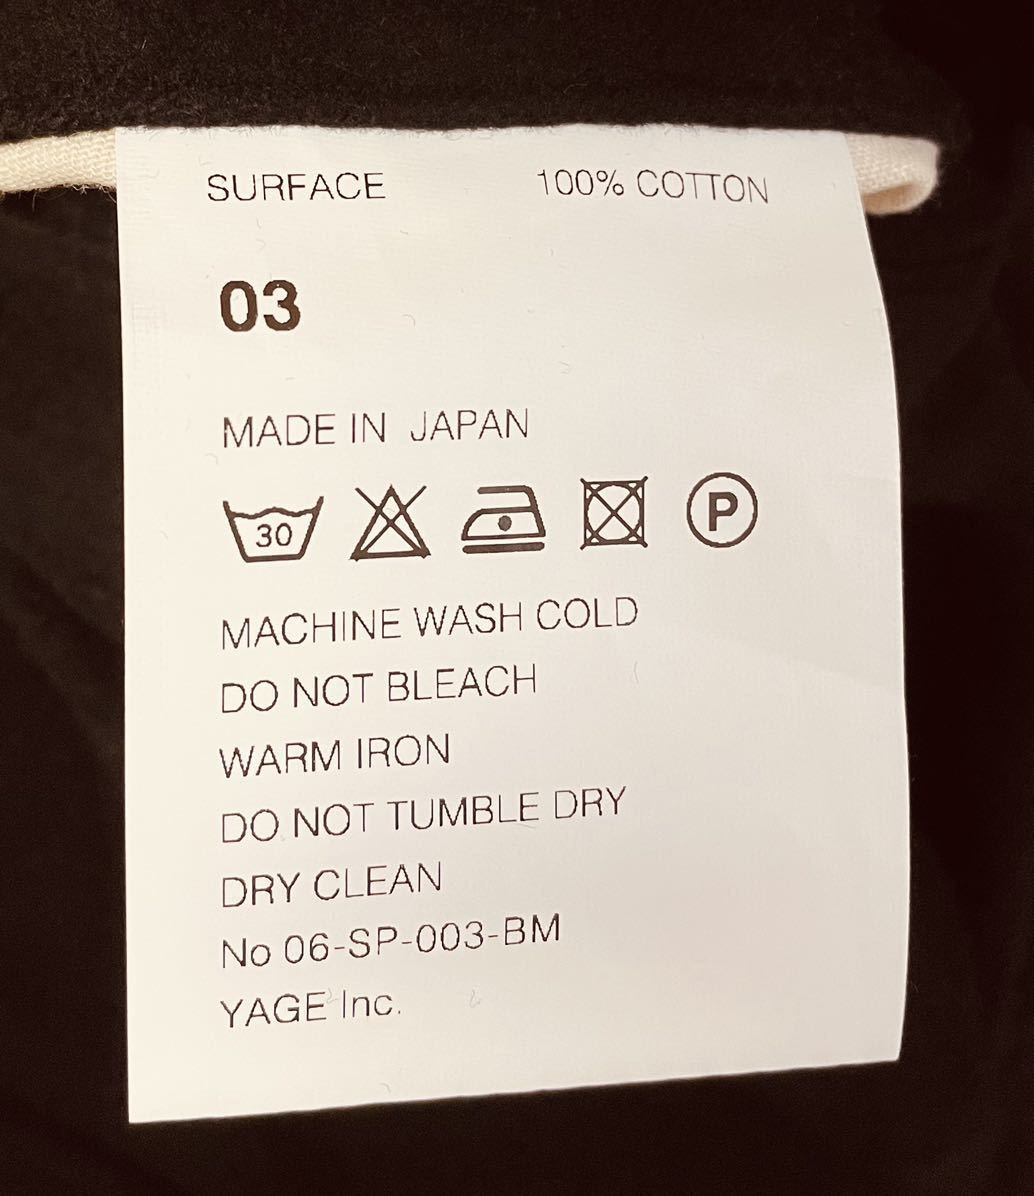 SURFACE 100% COTTON
03
MADE IN JAPAN
30 P
MACHINE WASH COLD
DO NOT BLEACH
WARM IRON
DO NOT TUMBLE DRY
DRY CLEAN
No 06-SP-003-BM
YAGE Inc.